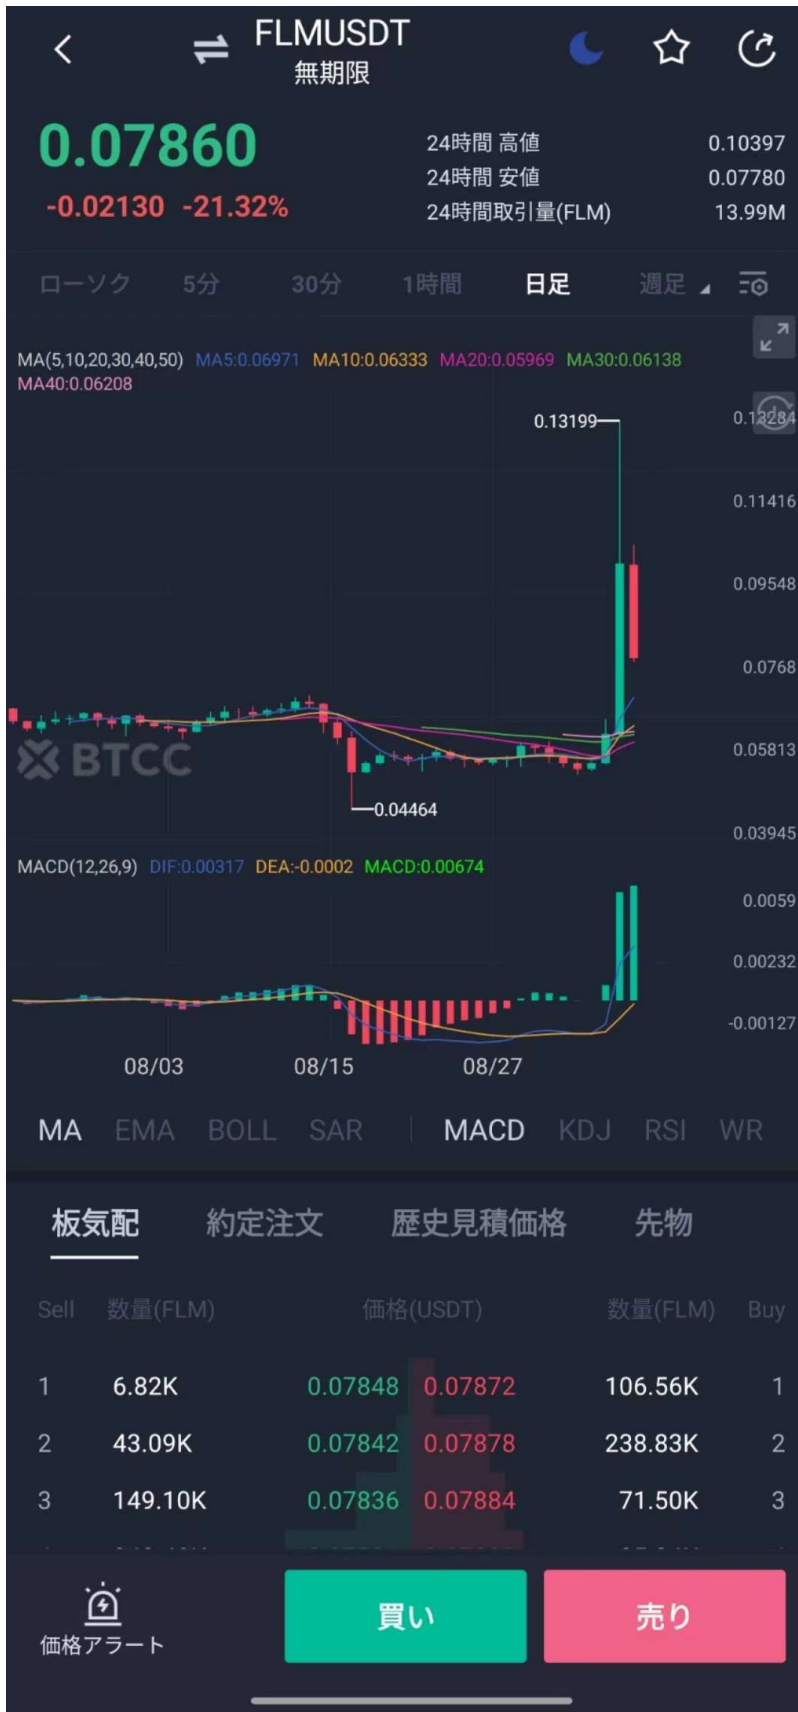 FLMUSDT
無期限
0.07860
-0.02130 -21.32%
24時間 高値 0.10397
24時間 安値 0.07780
24時間取引量(FLM) 13.99M
ローソク 5分 30分 1時間 日足 週足
MA(5,10,20,30,40,50) MA5:0.06971 MA10:0.06333 MA20:0.05969 MA30:0.06138
MA40:0.06208
0.13199 0.13284
0.11416
0.09548
0.0768
BTCC 0.05813
0.04464
0.03945
MACD(12,26,9) DIF:0.00317 DEA:-0.0002 MACD:0.00674
0.0059
0.00232
-0.00127
08/03 08/15 08/27
MA EMA BOLL SAR MACD KDJ RSI WR
板気配 約定注文 歴史見積価格 先物
Sell 数量(FLM) 価格(USDT) 数量(FLM) Buy
1 6.82K 0.07848 0.07872 106.56K 1
2 43.09K 0.07842 0.07878 238.83K 2
3 149.10K 0.07836 0.07884 71.50K 3
買い 売り
価格アラート